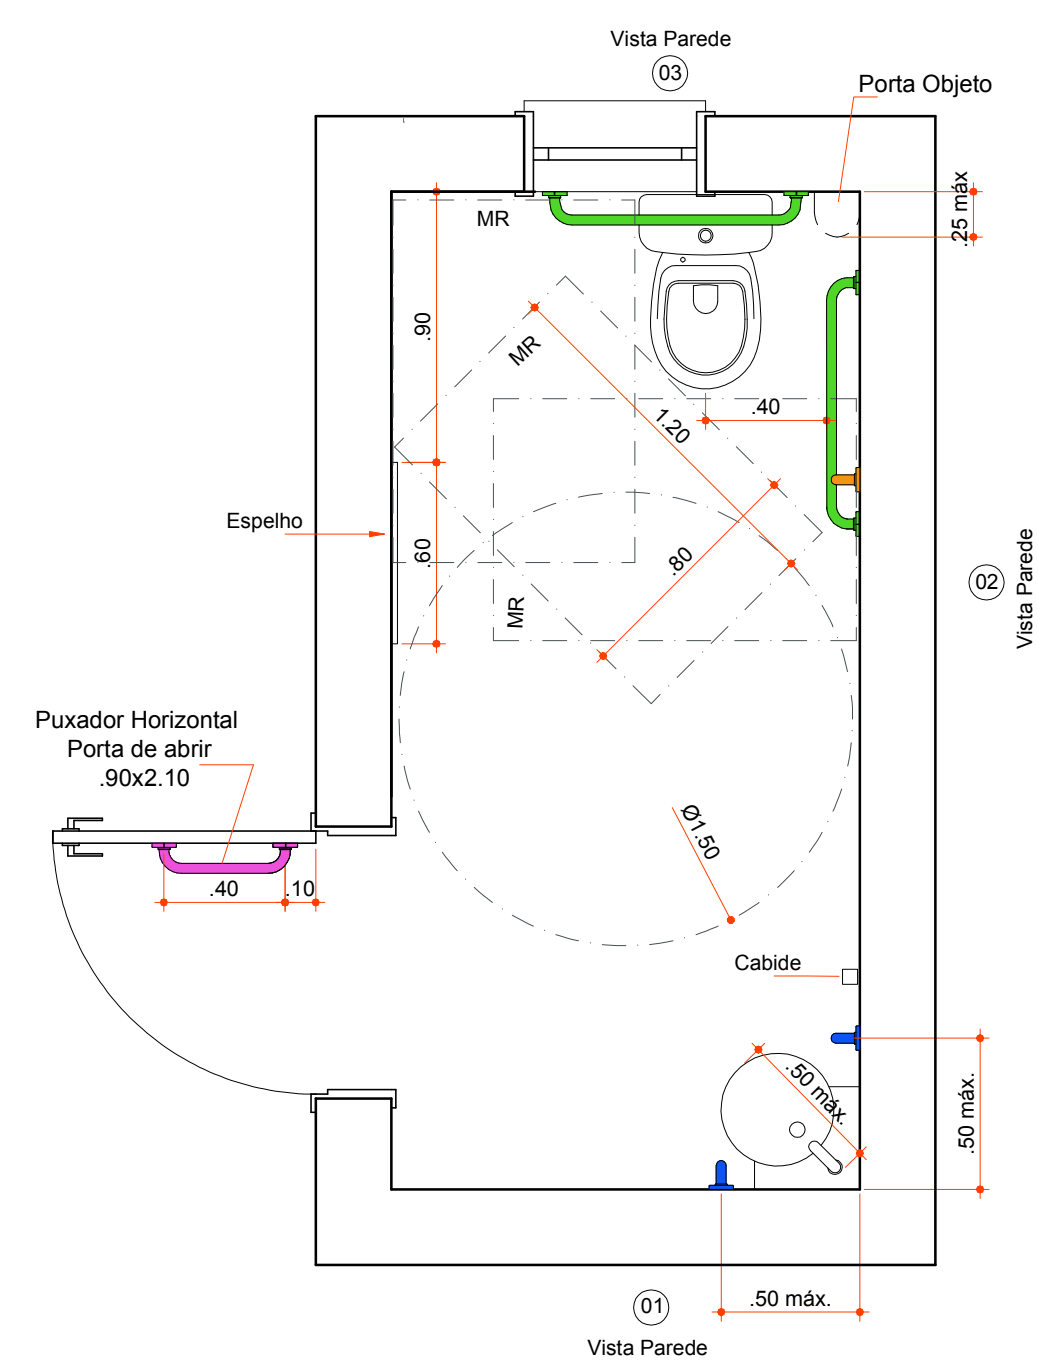 Vista Parede
03
Porta Objeto
.25 máx
MR
.90
MR
1.20
.40
Espelho
.60
.80
MR
02
Vista Parede
Puxador Horizontal
Porta de abrir
.90x2.10
Ø1.50
.40
.10
Cabide
.50 máx.
.50 máx.
.50 máx.
01
Vista Parede